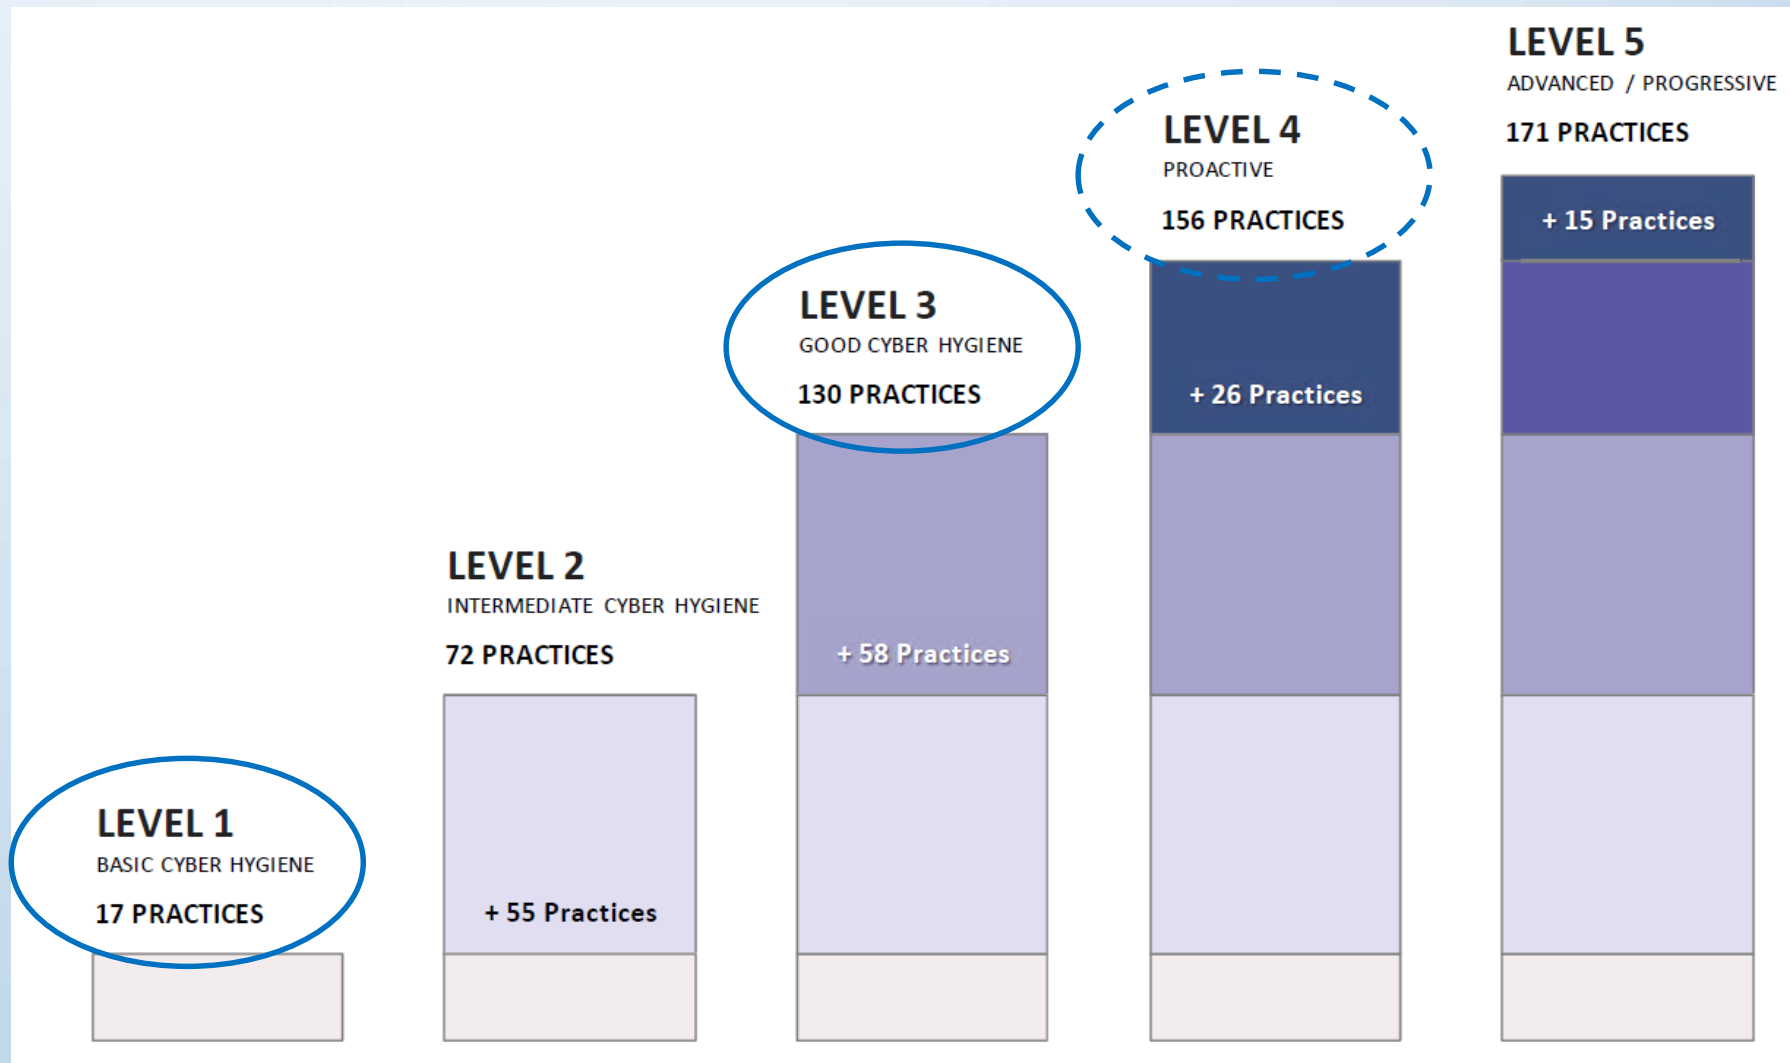 LEVEL 1
BASIC CYBER HYGIENE
17 PRACTICES
LEVEL 2
INTERMEDIATE CYBER HYGIENE
72 PRACTICES
+ 55 Practices
LEVEL 3
GOOD CYBER HYGIENE
130 PRACTICES
+ 58 Practices
LEVEL 4
PROACTIVE
156 PRACTICES
+ 26 Practices
LEVEL 5
ADVANCED / PROGRESSIVE
171 PRACTICES
+ 15 Practices